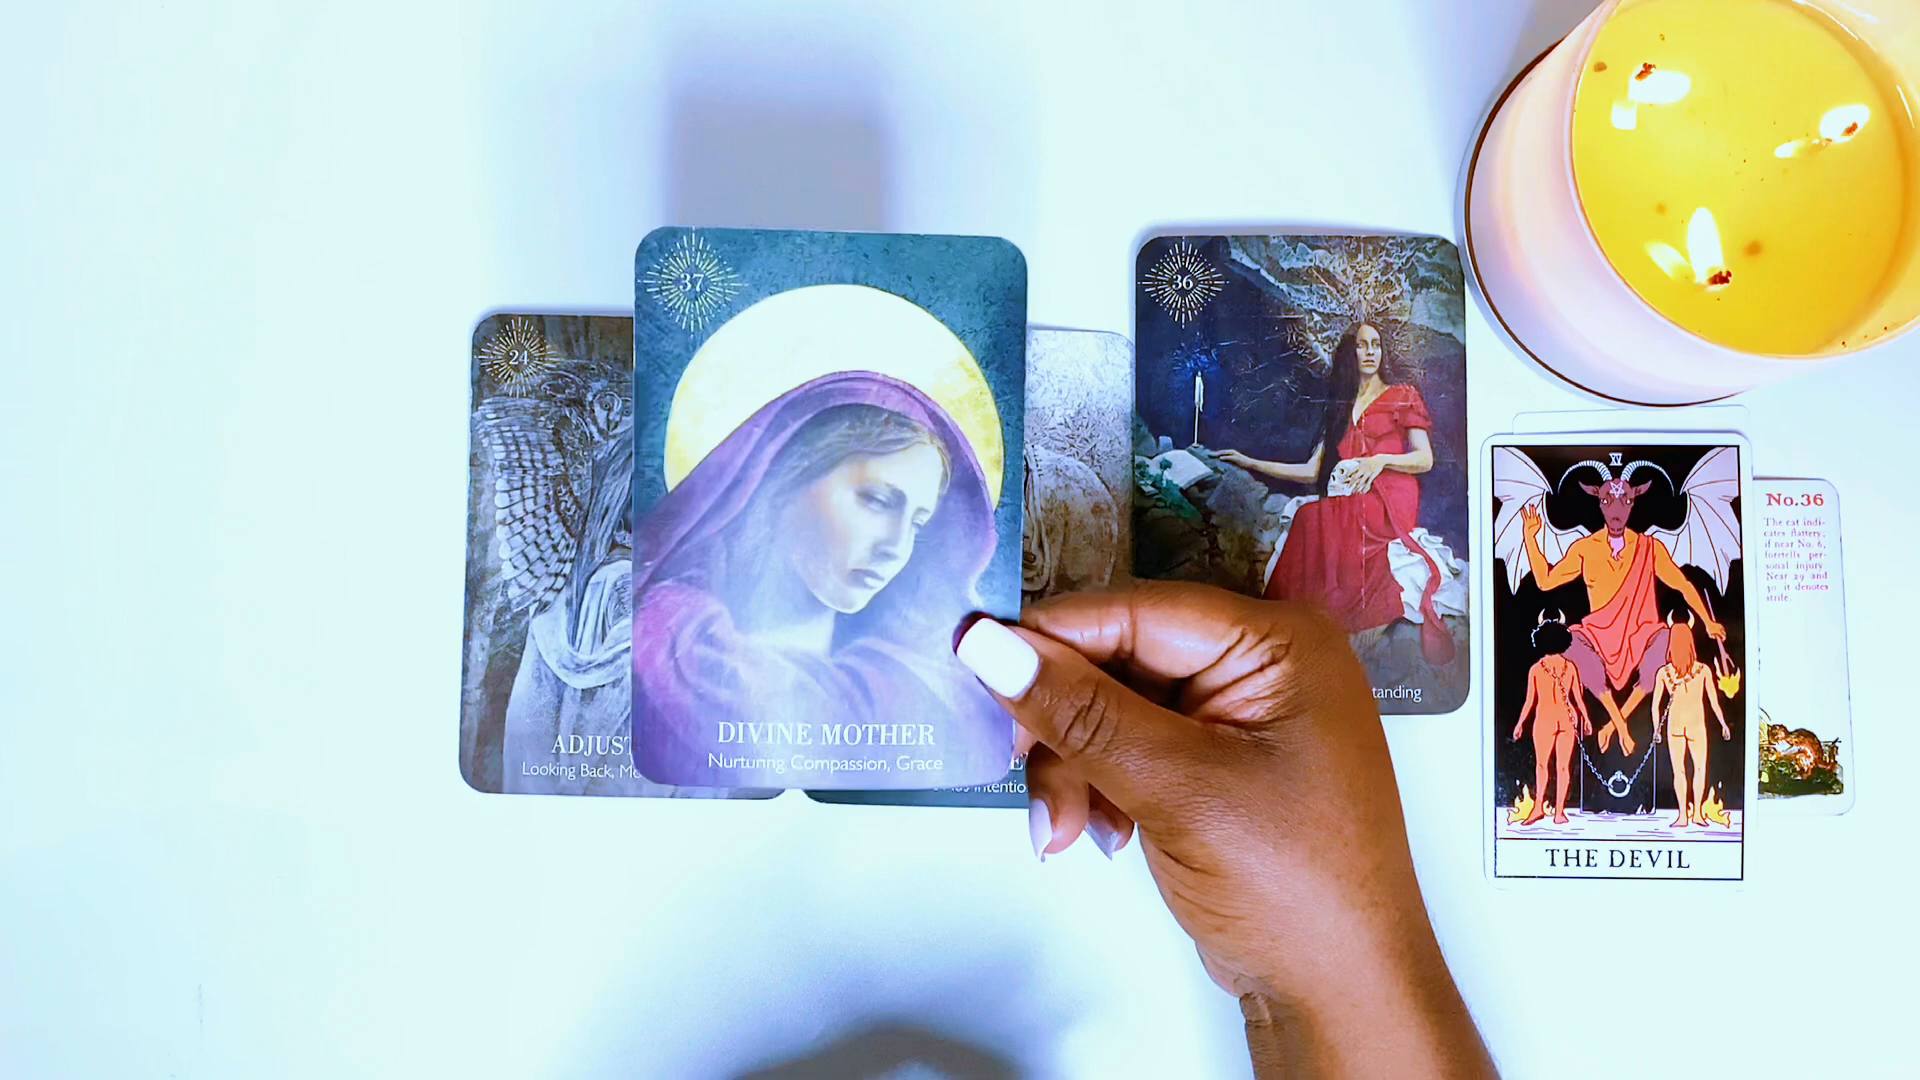 24
ADJUST
Looking Back,
37
DIVINE MOTHER
Nurturing Compassion, Grace
36
tanding
XV
THE DEVIL
No.36
The cat indi-
cates flattery;
if near No. 6,
foretells per-
sonal injury.
Near 29 and
30 it denotes
strife.